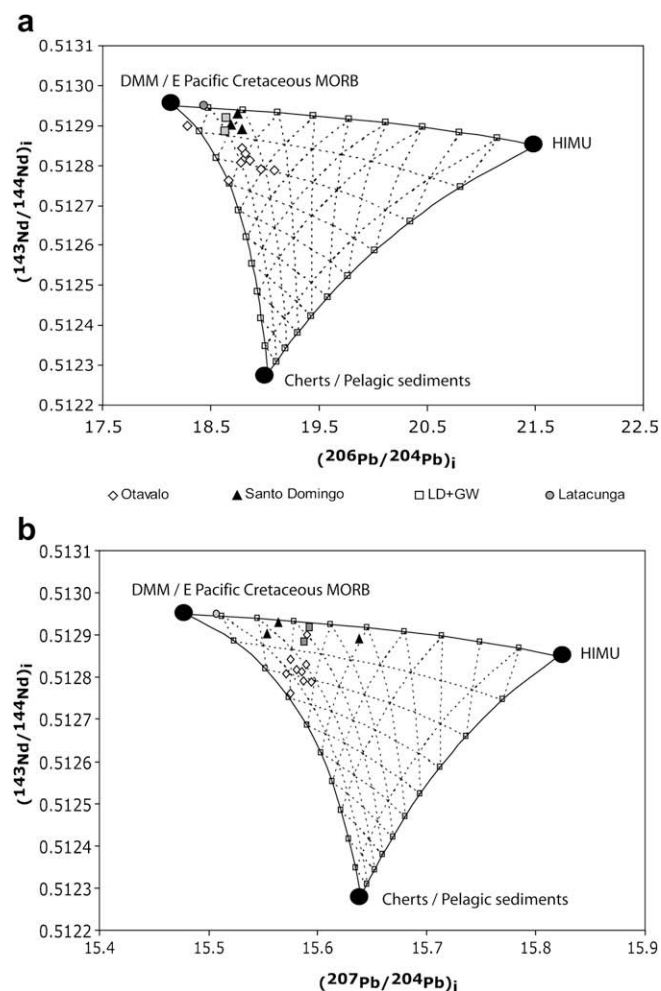 a
0.5131
0.5130
0.5129
0.5128
0.5127
0.5126
0.5125
0.5124
0.5123
0.5122
(143Nd/144Nd)i
DMM / E Pacific Cretaceous MORB
HIMU
Cherts / Pelagic sediments
17.5 18.5 19.5 20.5 21.5 22.5
(206Pb/204Pb)i
Otavalo Santo Domingo LD+GW Latacunga
b
0.5131
0.5130
0.5129
0.5128
0.5127
0.5126
0.5125
0.5124
0.5123
0.5122
(143Nd/144Nd)i
DMM / E Pacific Cretaceous MORB
HIMU
Cherts / Pelagic sediments
15.4 15.5 15.6 15.7 15.8 15.9
(207Pb/204Pb)i